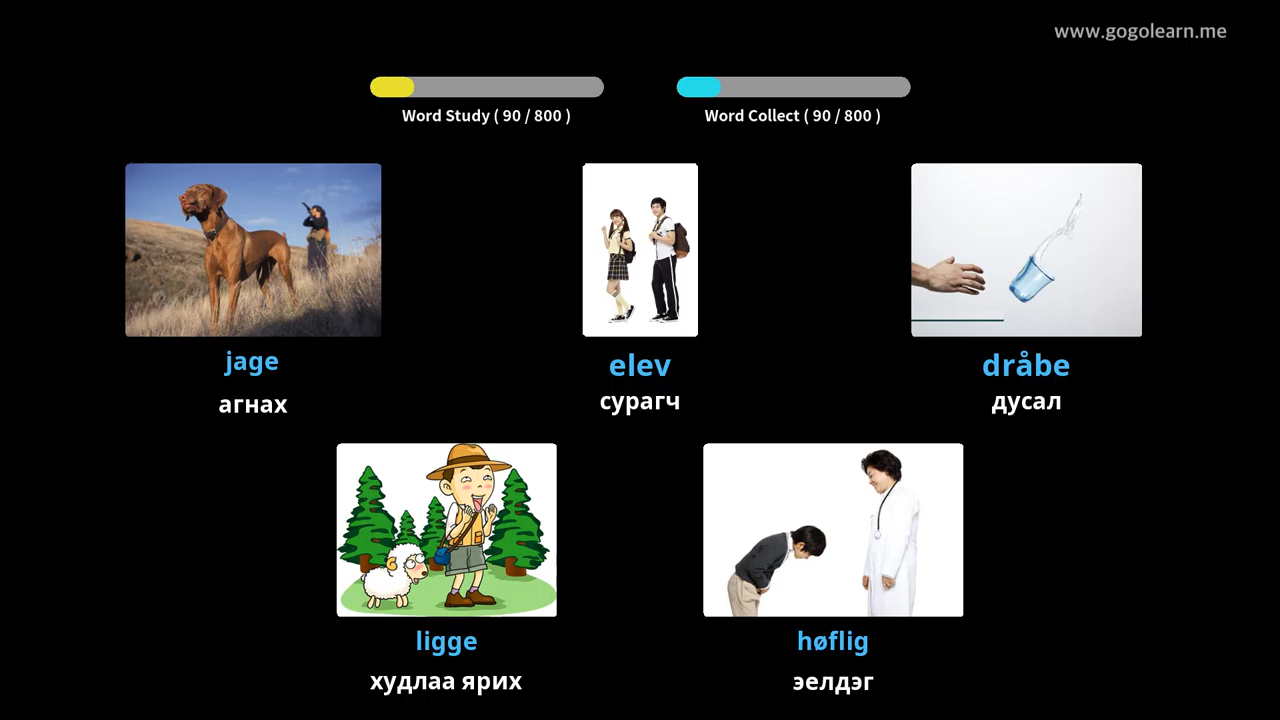 www.gogolearn.me
Word Study ( 90 / 800 )
Word Collect ( 90 / 800 )
jage
агнах
elev
сурагч
dråbe
дусал
ligge
худлаа ярих
høflig
эелдэг